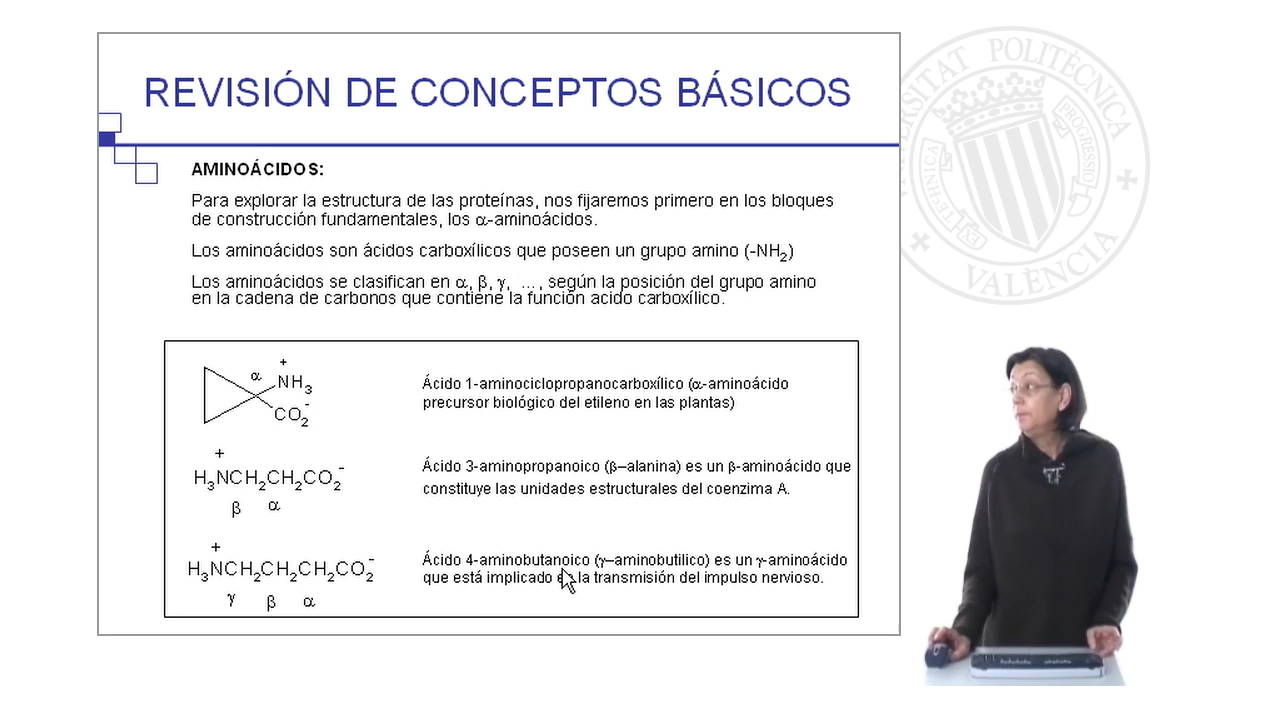 REVISIÓN DE CONCEPTOS BÁSICOS
AMINOÁCIDOS:
Para explorar la estructura de las proteínas, nos fijaremos primero en los bloques
de construcción fundamentales, los α-aminoácidos.
Los aminoácidos son ácidos carboxílicos que poseen un grupo amino (-NH2)
Los aminoácidos se clasifican en α, β, γ, ..., según la posición del grupo amino
en la cadena de carbonos que contiene la función acido carboxílico.
+
α NH3
CO2-
Ácido 1-aminociclopropanocarboxílico (α-aminoácido
precursor biológico del etileno en las plantas)
+
H3NCH2CH2CO2-
β α
Ácido 3-aminopropanoico (β–alanina) es un β-aminoácido que
constituye las unidades estructurales del coenzima A.
+
H3NCH2CH2CH2CO2-
γ β α
Ácido 4-aminobutanoico (γ–aminobutilico) es un γ-aminoácido
que está implicado en la transmisión del impulso nervioso.
UNIVERSITAT POLITÈCNICA
VALÈNCIA